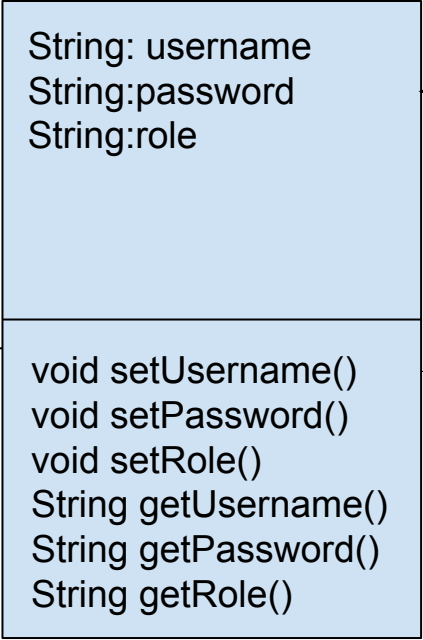 String: username
String:password
String:role
void setUsername()
void setPassword()
void setRole()
String getUsername()
String getPassword()
String getRole()